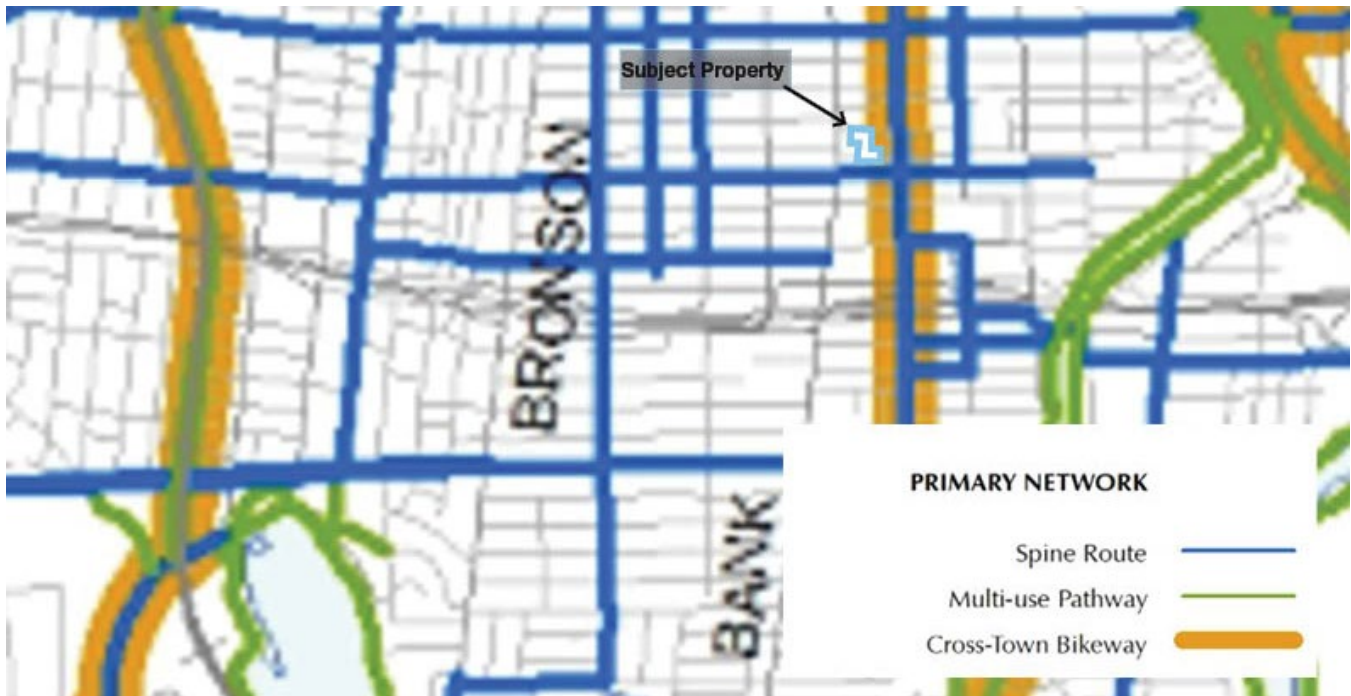 Subject Property
BRONSON
BANK
PRIMARY NETWORK
Spine Route
Multi-use Pathway
Cross-Town Bikeway